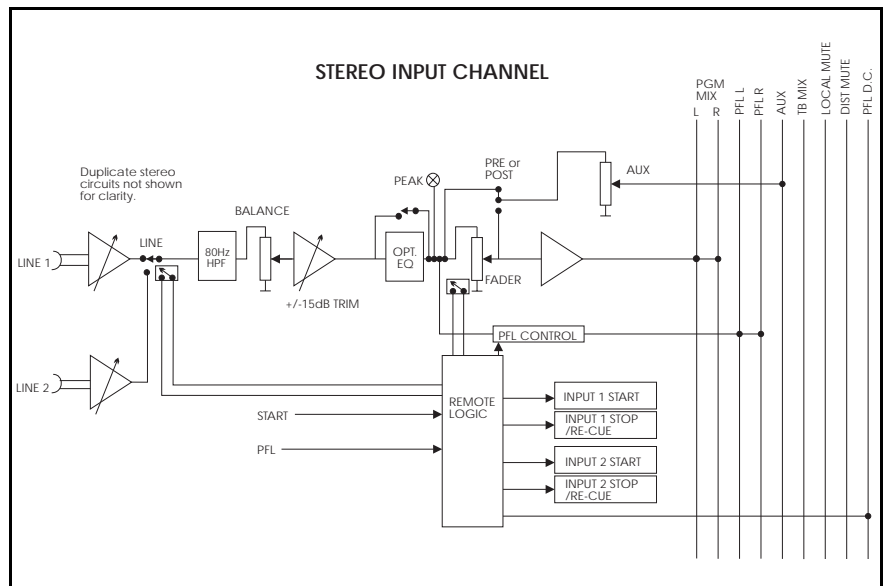 STEREO INPUT CHANNEL
PGM
MIX
L
R
PFL L
PFL R
AUX
TB MIX
LOCAL MUTE
DIST MUTE
PFL D.C.
Duplicate stereo
circuits not shown
for clarity.
PEAK
PRE or
POST
AUX
BALANCE
LINE
LINE 1
80Hz
HPF
OPT.
EQ
FADER
+/-15dB TRIM
PFL CONTROL
LINE 2
REMOTE
LOGIC
START
PFL
INPUT 1 START
INPUT 1 STOP
/RE-CUE
INPUT 2 START
INPUT 2 STOP
/RE-CUE